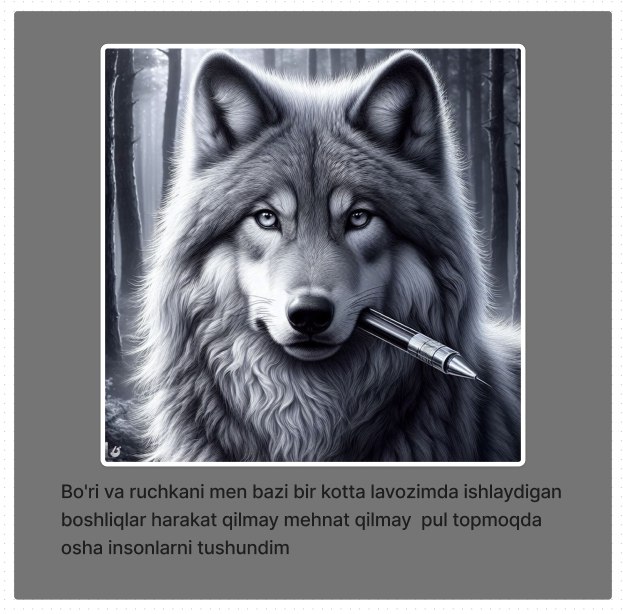 Bo'ri va ruchkani men bazi bir kotta lavozimda ishlaydigan
boshliqlar harakat qilmay mehnat qilmay  pul topmoqda
osha insonlarni tushundim